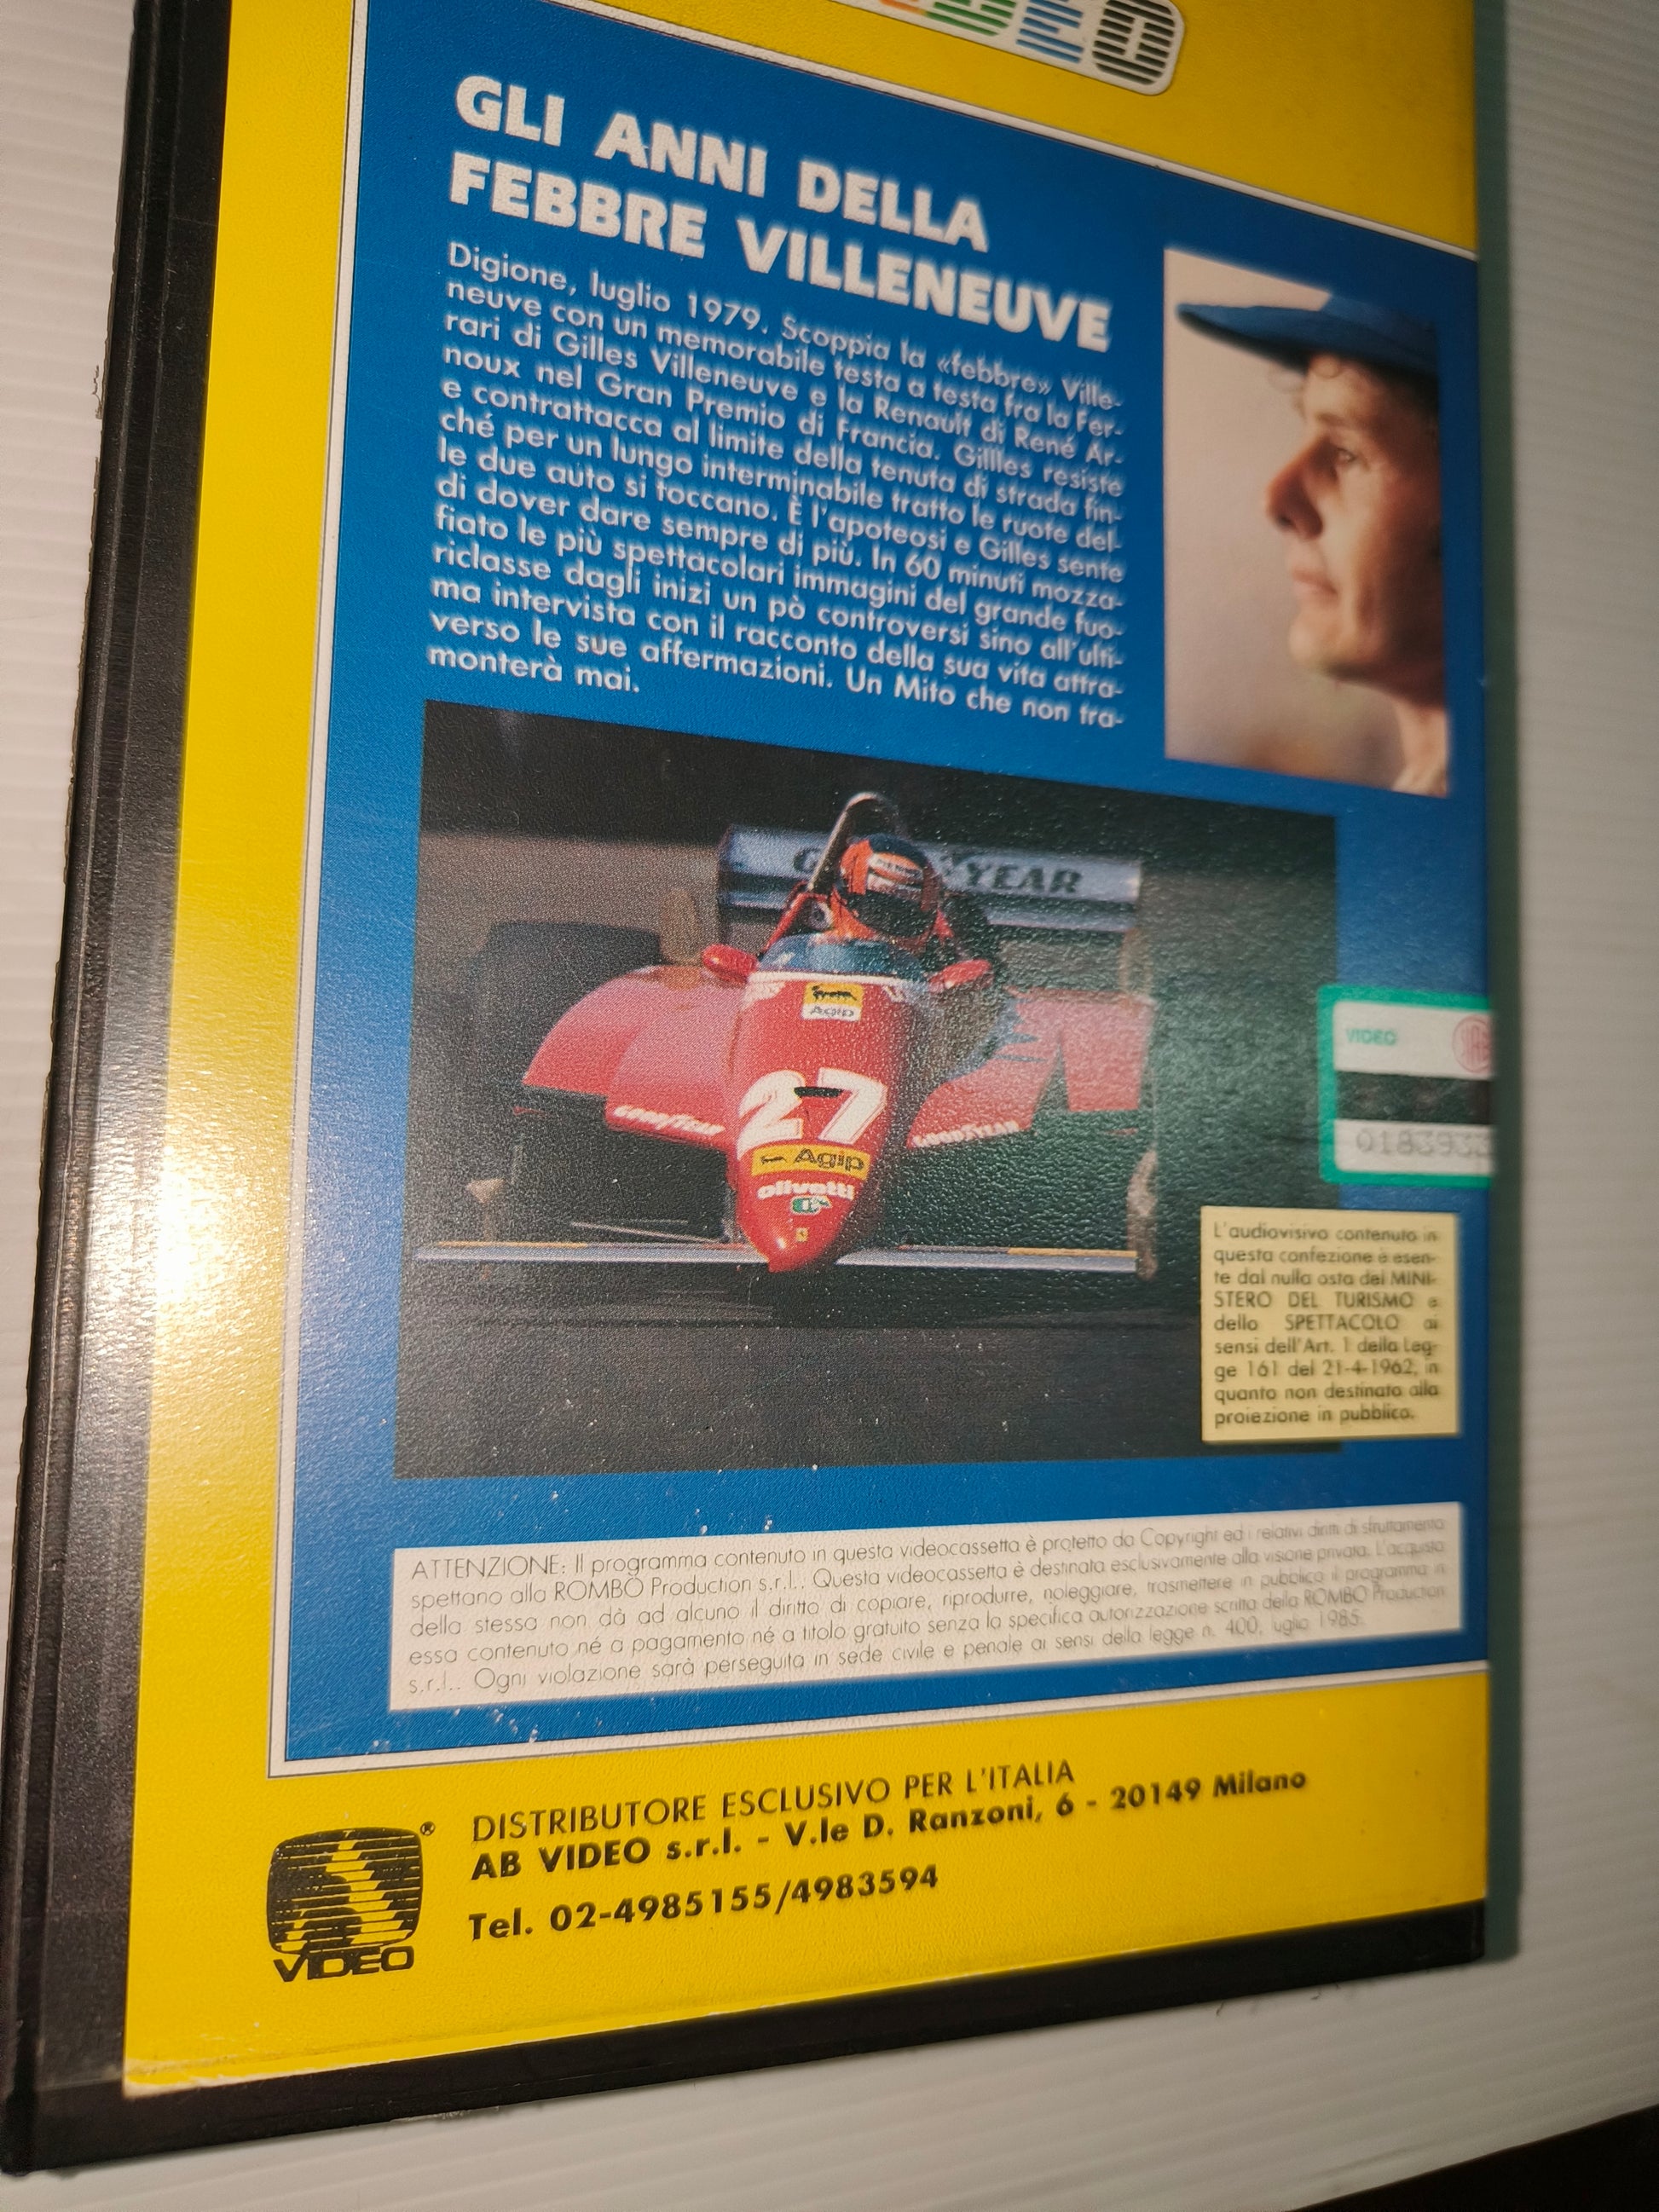 GLI ANNI DELLA
FEBBRE VILLENEUVE
Digione, luglio 1979. Scoppia la «febbre» Ville-
neuve con un memorabile testa a testa fra la Fer-
rari di Gilles Villeneuve e la Renault di René Ar-
noux nel Gran Premio di Francia. Gillles resiste
e contrattacca al limite della tenuta di strada fin-
ché per un lungo interminabile tratto le ruote del-
le due auto si toccano. È l'apoteosi e Gilles sente
di dover dare sempre di più. In 60 minuti mozza-
fiato le più spettacolari immagini del grande fuo-
riclasse dagli inizi un pò controversi sino all'ulti-
ma intervista con il racconto della sua vita attra-
verso le sue affermazioni. Un Mito che non tra-
monterà mai.
YEAR
Agip
27
GOODYEAR
GOODYEAR
Agip
olivetti
VIDEO
L'audiovisivo contenuto in
questa confezione è esen-
te dal nulla osta del MINI-
STERO DEL TURISMO e
dello SPETTACOLO ai
sensi dell'Art. 1 della Leg-
ge 161 del 21-4-1962, in
quanto non destinato alla
proiezione in pubblico.
ATTENZIONE: Il programma contenuto in questa videocassetta è protetto da Copyright ed i relativi diritti di sfruttamento
spettano alla ROMBO Production s.r.l.. Questa videocassetta è destinata esclusivamente alla visione privata. L'acquisto
della stessa non dà ad alcuno il diritto di copiare, riprodurre, noleggiare, trasmettere in pubblico il programma in
essa contenuto né a pagamento né a titolo gratuito senza la specifica autorizzazione scritta della ROMBO Production
s.r.l.. Ogni violazione sarà perseguita in sede civile e penale ai sensi della legge n. 400, luglio 1985.
DISTRIBUTORE ESCLUSIVO PER L'ITALIA
AB VIDEO s.r.l. - V.le D. Ranzoni, 6 - 20149 Milano
Tel. 02-4985155/4983594
®
VIDEO